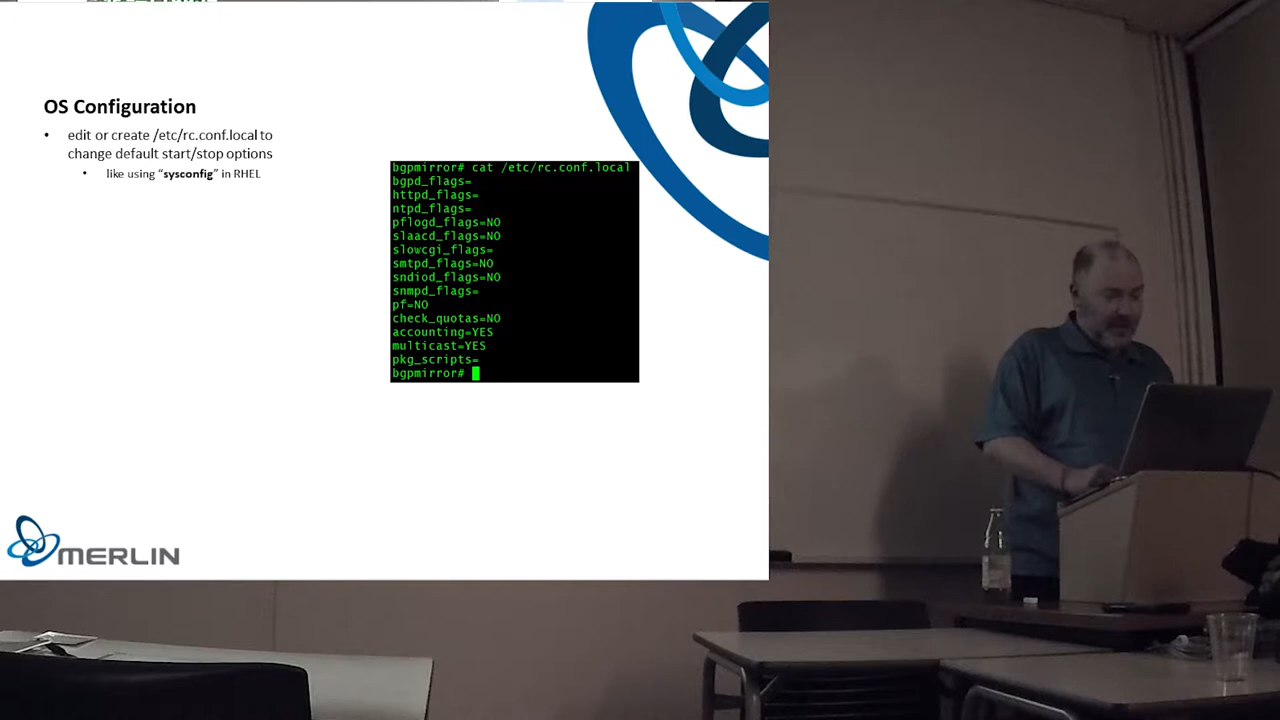 OS Configuration
• edit or create /etc/rc.conf.local to
change default start/stop options
• like using “sysconfig” in RHEL
bgpmirror# cat /etc/rc.conf.local
bgpd_flags=
httpd_flags=
ntpd_flags=
pflogd_flags=NO
slaacd_flags=NO
slowcgi_flags=
smtpd_flags=NO
sndiod_flags=NO
snmpd_flags=
pf=NO
check_quotas=NO
accounting=YES
multicast=YES
pkg_scripts=
bgpmirror#
MERLIN